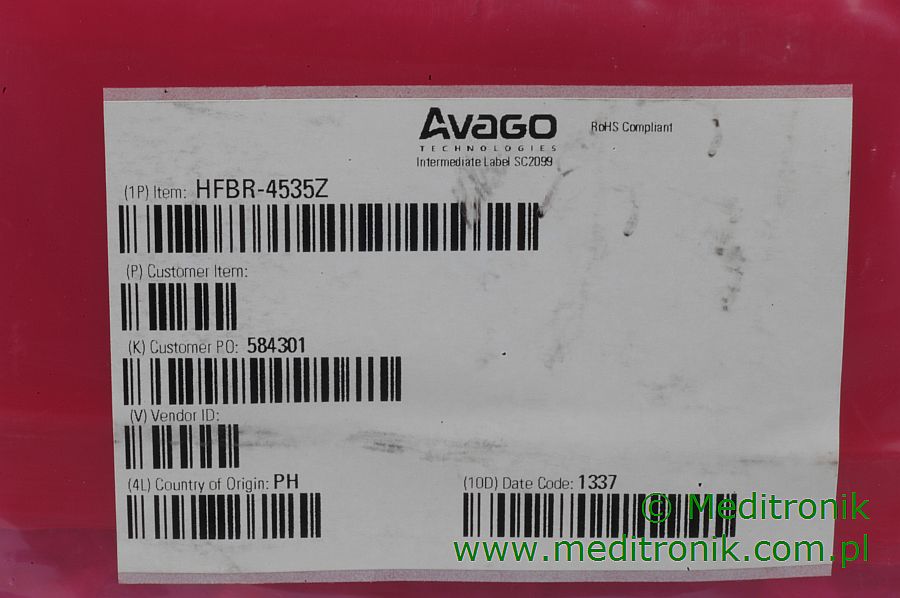 AVAGO
TECHNOLOGIES
RoHS Compliant
Intermediate Label SC2099
(1P) Item: HFBR-4535Z
(P) Customer Item:
(K) Customer PO: 584301
(V) Vendor ID:
(4L) Country of Origin: PH
(10D) Date Code: 1337
© Meditronik
www.meditronik.com.pl